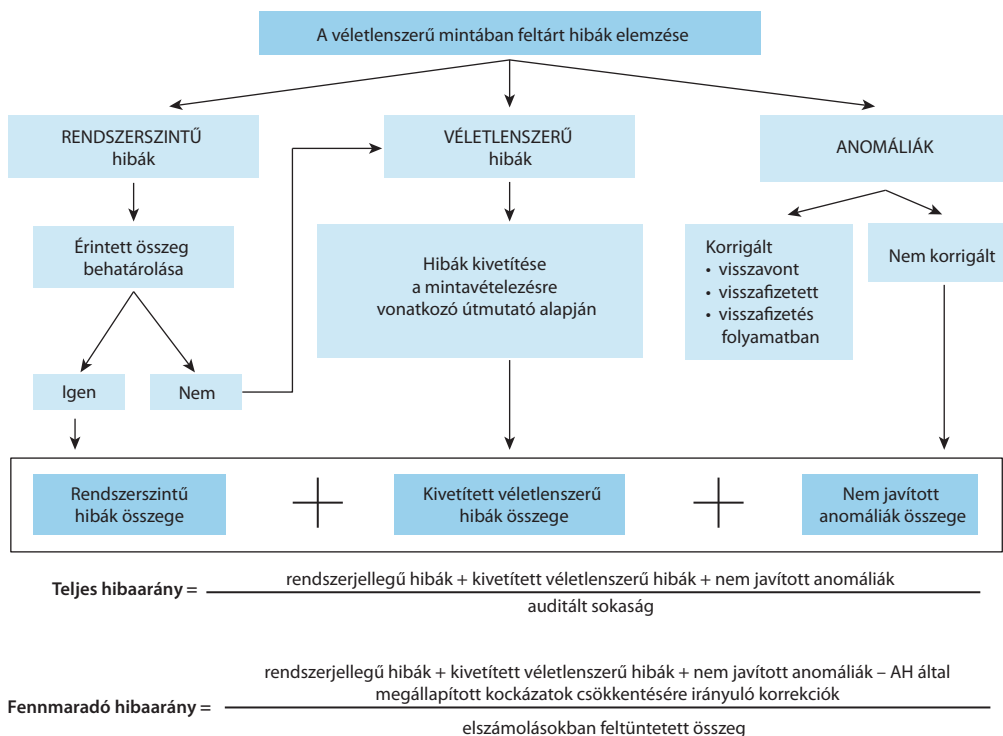 A véletlenszerű mintában feltárt hibák elemzése
RENDSZERSZINTŰ
hibák
VÉLETLENSZERŰ
hibák
ANOMÁLIÁK
Érintett összeg
behatárolása
Hibák kivetítése
a mintavételezésre
vonatkozó útmutató alapján
Korrigált
• visszavont
• visszafizetett
• visszafizetés
folyamatban
Nem korrigált
Igen
Nem
Rendszerszintű
hibák összege
+
Kivetített véletlenszerű
hibák összege
+
Nem javított
anomáliák összege
Teljes hibaarány =
rendszerjellegű hibák + kivetített véletlenszerű hibák + nem javított anomáliák
auditált sokaság
rendszerjellegű hibák + kivetített véletlenszerű hibák + nem javított anomáliák – AH által
megállapított kockázatok csökkentésére irányuló korrekciók
Fennmaradó hibaarány =
elszámolásokban feltüntetett összeg